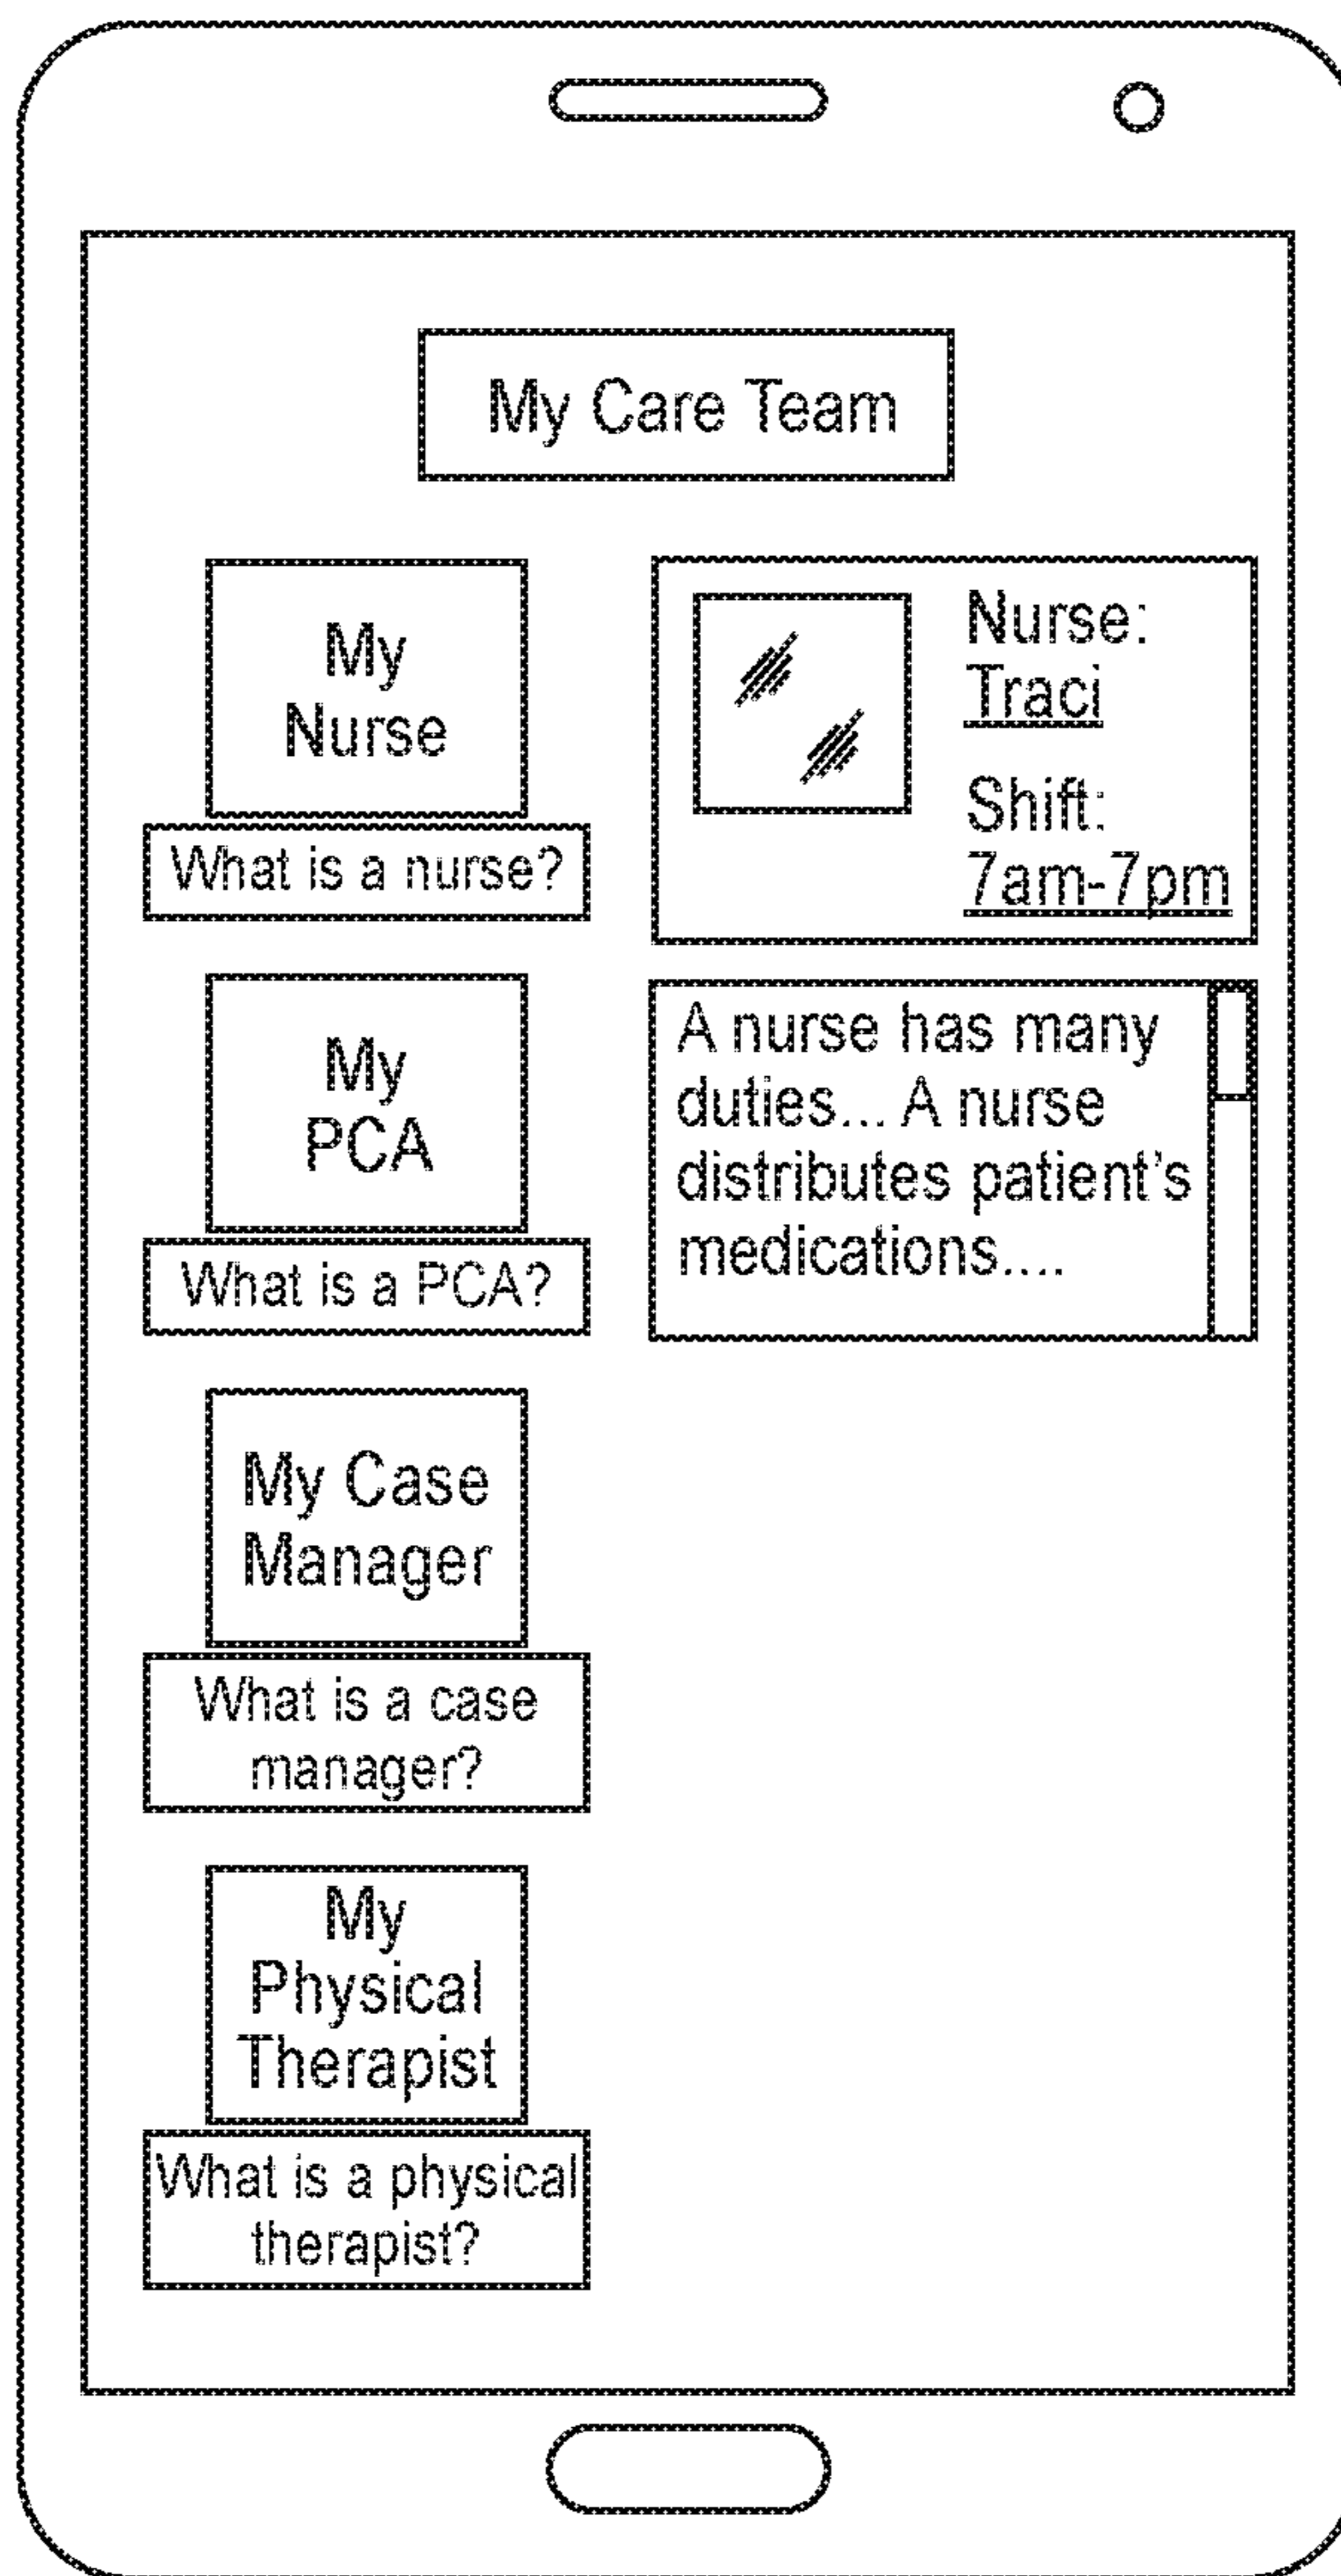 My Care Team
My
Nurse
What is a nurse?
Nurse:
Traci
Shift:
7am-7pm
My
PCA
What is a PCA?
A nurse has many
duties... A nurse
distributes patient's
medications....
My Case
Manager
What is a case
manager?
My
Physical
Therapist
What is a physical
therapist?